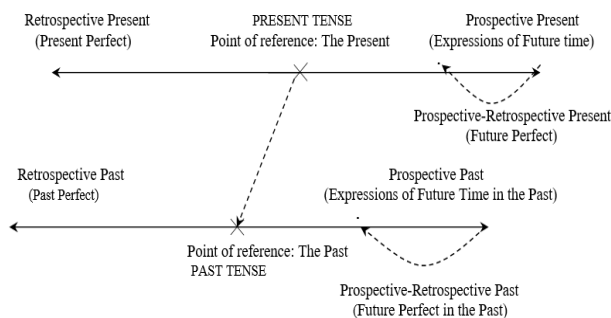 Retrospective Present
(Present Perfect)
PRESENT TENSE
Point of reference: The Present
Prospective Present
(Expressions of Future time)
Prospective-Retrospective Present
(Future Perfect)
Retrospective Past
(Past Perfect)
Prospective Past
(Expressions of Future Time in the Past)
Point of reference: The Past
PAST TENSE
Prospective-Retrospective Past
(Future Perfect in the Past)